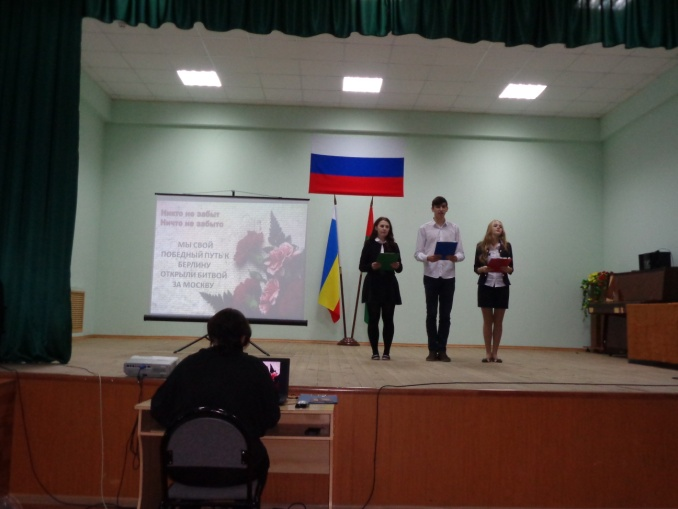 Никто не забыт
Ничто не забыто
МЫ СВОЙ
ПОБЕДНЫЙ ПУТЬ К
БЕРЛИНУ
ОТКРЫЛИ БИТВОЙ
ЗА МОСКВУ